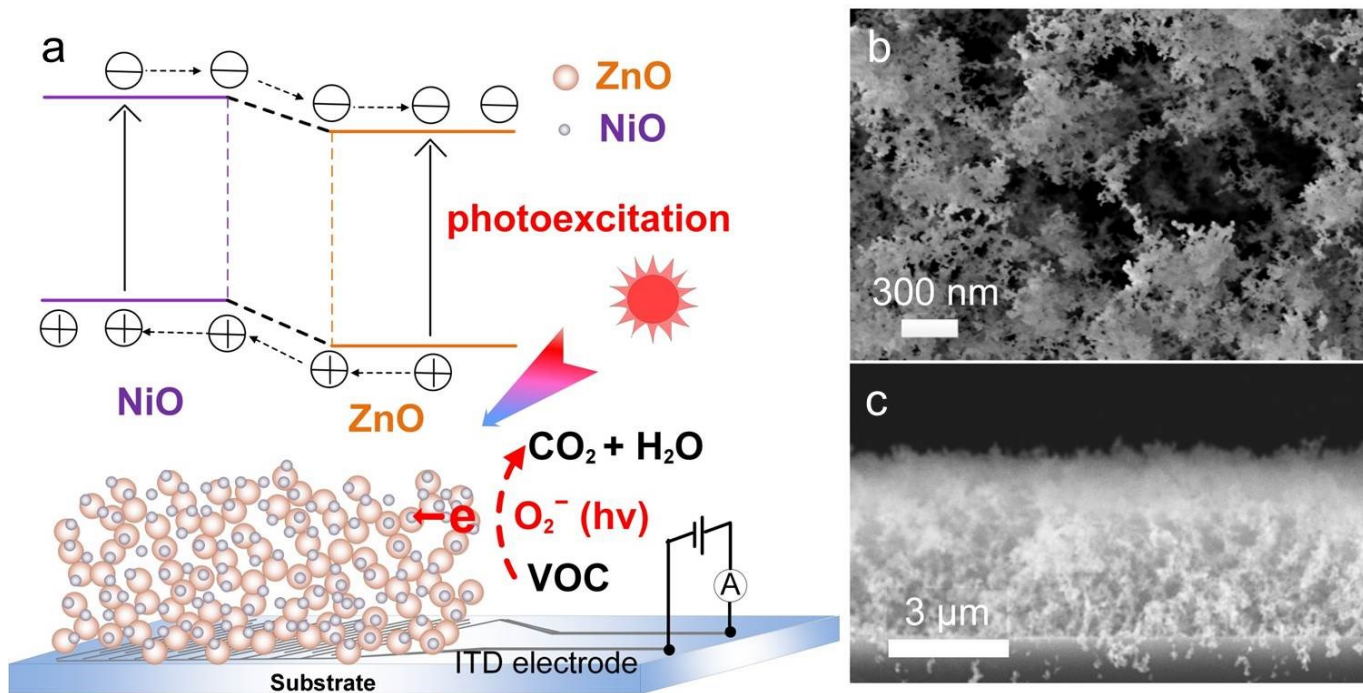 a
ZnO
NiO
photoexcitation
NiO
ZnO
CO₂ + H₂O
e
O₂⁻ (hv)
VOC
A
ITD electrode
Substrate
b
300 nm
c
3 µm